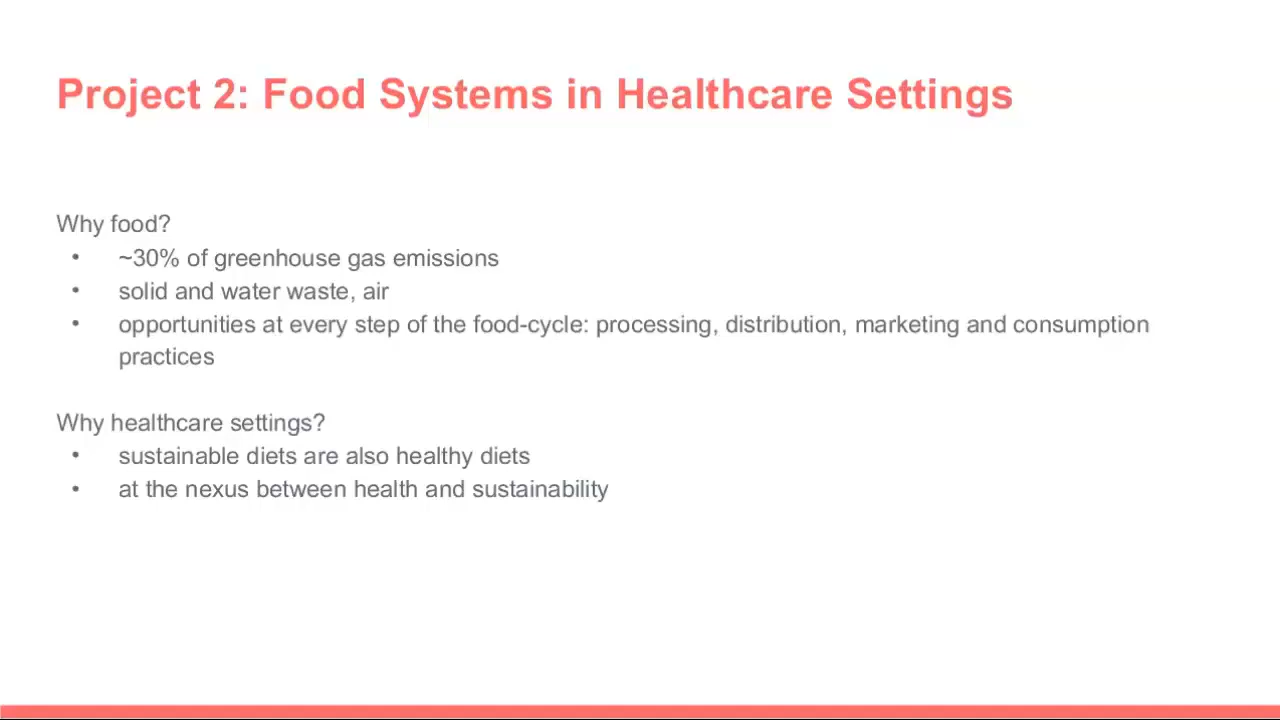 Project 2: Food Systems in Healthcare Settings
Why food?
• ~30% of greenhouse gas emissions
• solid and water waste, air
• opportunities at every step of the food-cycle: processing, distribution, marketing and consumption
practices
Why healthcare settings?
• sustainable diets are also healthy diets
• at the nexus between health and sustainability